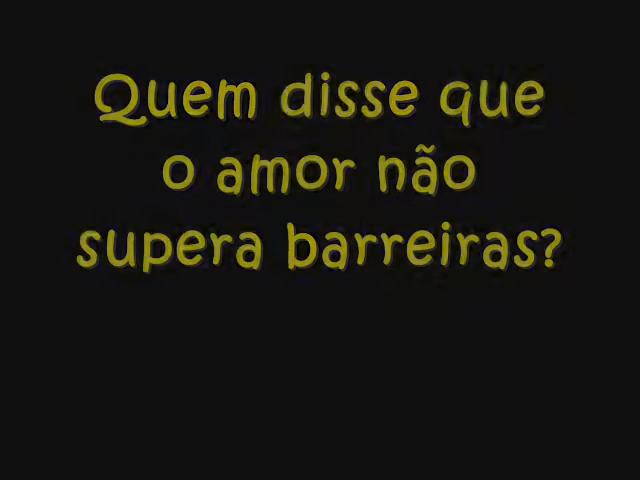 Quem disse que
o amor não
supera barreiras?